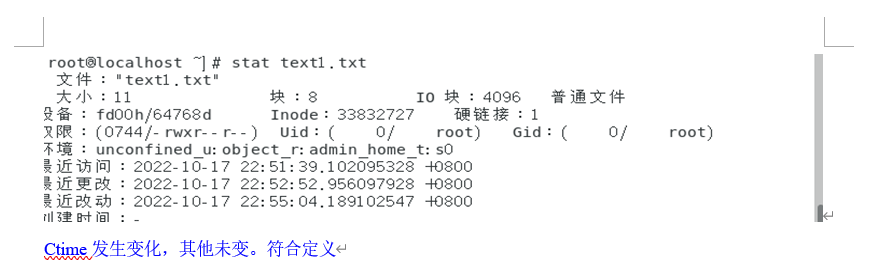 root@localhost ~]# stat text1.txt
文件："text1.txt"
大小：11 块：8 IO 块：4096 普通文件
设备：fd00h/64768d Inode：33832727 硬链接：1
权限：(0744/-rwxr--r--) Uid：( 0/ root) Gid：( 0/ root)
环境：unconfined_u:object_r:admin_home_t:s0
最近访问：2022-10-17 22:51:39.102095328 +0800
最近更改：2022-10-17 22:52:52.956097928 +0800
最近改动：2022-10-17 22:55:04.189102547 +0800
创建时间：-
Ctime 发生变化，其他未变。符合定义